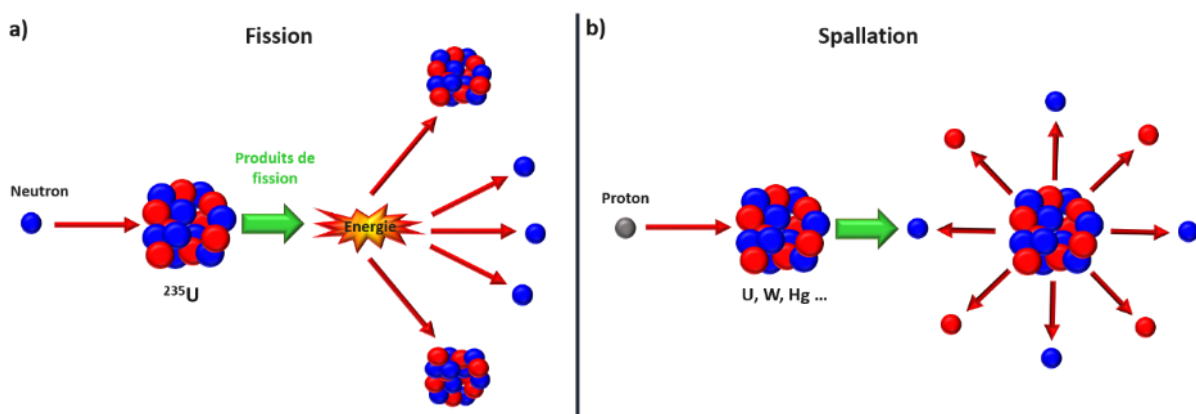 a)
Fission
Neutron
Produits de
fission
Energie
²³⁵U
b)
Spallation
Proton
U, W, Hg ...